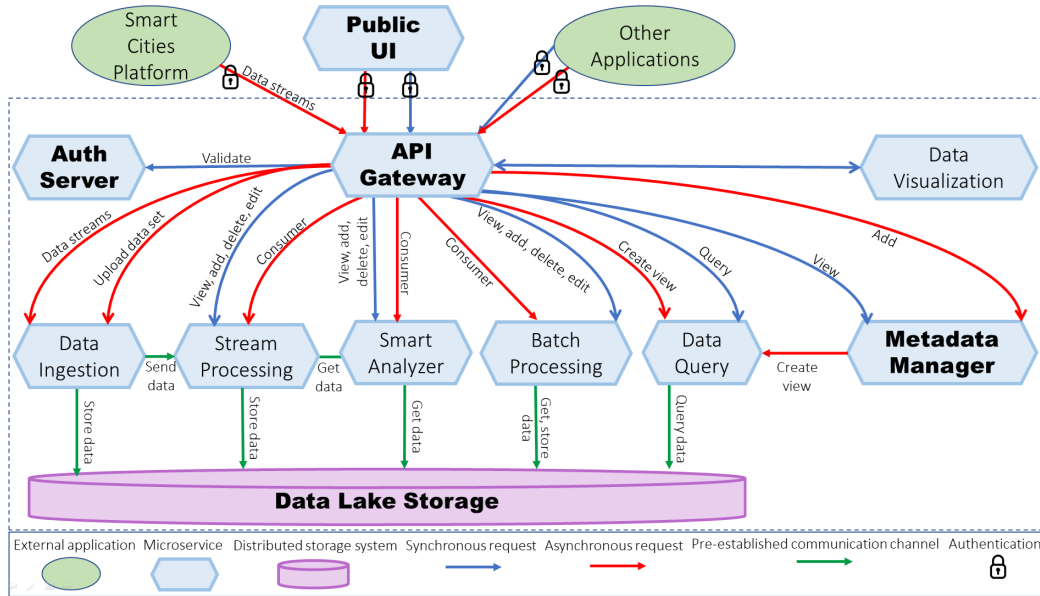 Smart
Cities
Platform
Public
UI
Other
Applications
Data streams
Auth
Server
Validate
API
Gateway
Data
Visualization
Data streams
Upload data set
View, add, delete, edit
Consumer
View, add,
delete, edit
Consumer
Consumer
View, add, delete, edit
Create view
Query
View
Add
Data
Ingestion
Send
data
Stream
Processing
Get
data
Smart
Analyzer
Batch
Processing
Data
Query
Create
view
Metadata
Manager
Store data
Store data
Get data
Get, store
data
Query data
Data Lake Storage
External application
Microservice
Distributed storage system
Synchronous request
Asynchronous request
Pre-established communication channel
Authentication